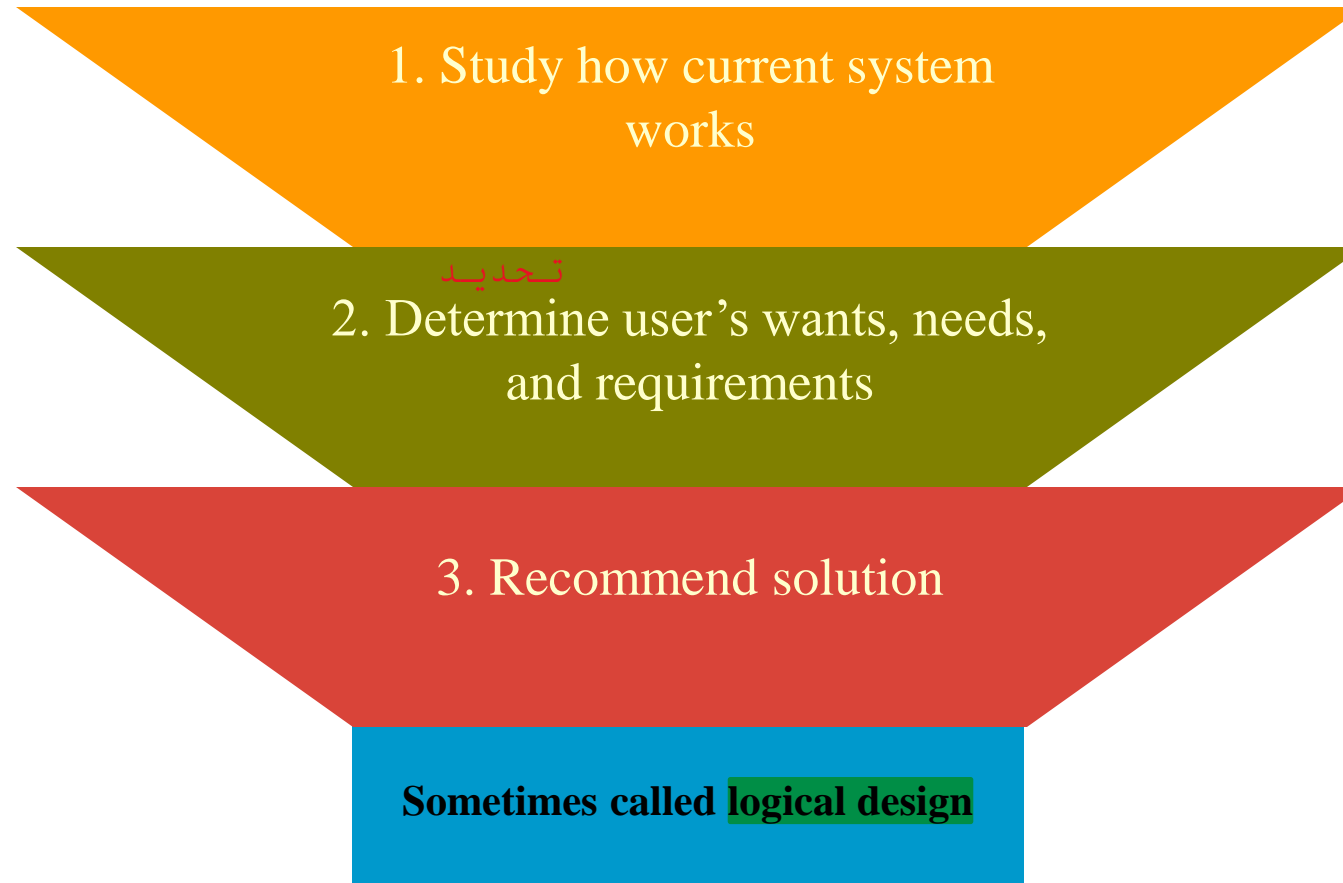 1. Study how current system
works
تحديد
2. Determine user’s wants, needs,
and requirements
3. Recommend solution
Sometimes called logical design